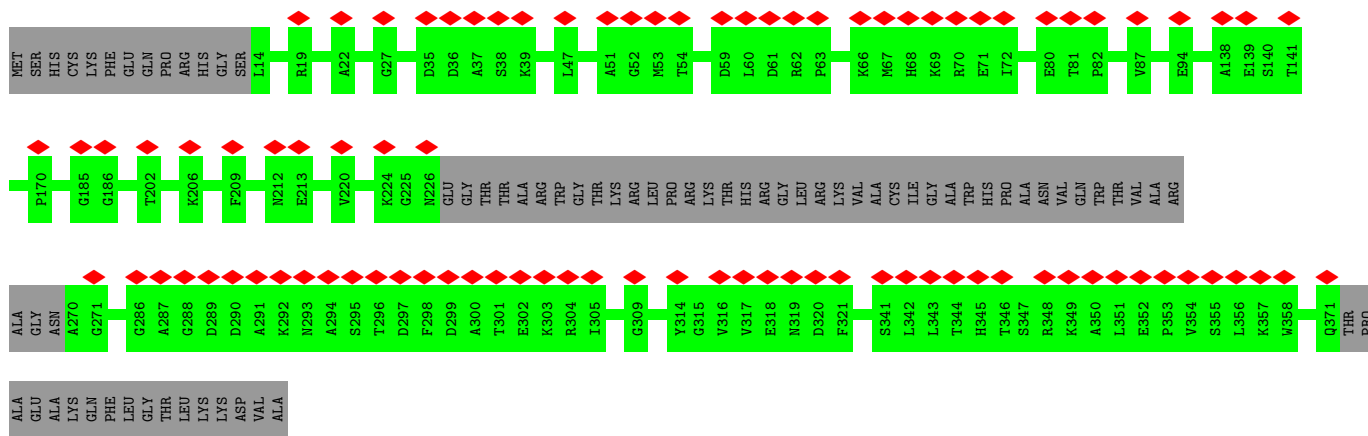 MET SER HIS CYS LYS PHE GLU GLN PRO ARG HIS GLY SER L14 R19 A22 G27 D35 D36 A37 S38 K39 L47 A51 G52 M53 T54 D59 L60 D61 R62 P63 K66 M67 H68 K69 R70 E71 I72 E80 T81 P82 V87 E94 A138 E139 S140 T141
P170 G185 G186 T202 K206 F209 N212 E213 V220 K224 G225 N226 GLU GLY THR THR ALA ARG TRP GLY THR LYS ARG LEU PRO ARG LYS THR HIS ARG GLY LEU ARG LYS VAL ALA CYS ILE GLY ALA TRP HIS PRO ALA ASN VAL GLN TRP THR VAL ALA ARG
ALA GLY ASN A270 G271 G286 A287 G288 D289 D290 A291 K292 N293 A294 S295 T296 D297 F298 D299 A300 T301 E302 K303 R304 I305 G309 Y314 G315 V316 V317 E318 N319 D320 F321 S341 L342 L343 T344 H345 T346 S347 R348 K349 A350 L351 E352 P353 V354 S355 L356 K357 W358 Q371 THR PRO
ALA GLU ALA LYS GLN PHE LEU GLY THR LEU LYS LYS ASP VAL ALA